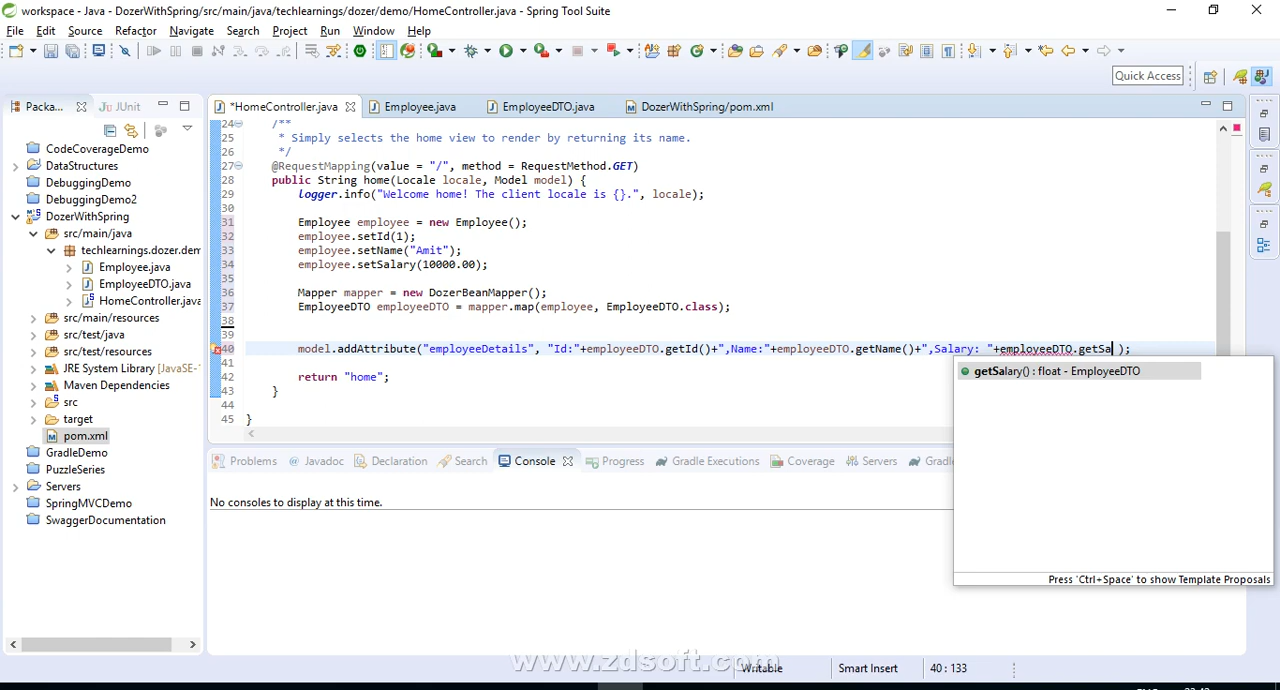 workspace - Java - DozerWithSpring/src/main/java/techlearnings/dozer/demo/HomeController.java - Spring Tool Suite
File Edit Source Refactor Navigate Search Project Run Window Help
Quick Access
Packa... JUnit
*HomeController.java Employee.java EmployeeDTO.java DozerWithSpring/pom.xml
CodeCoverageDemo
DataStructures
DebuggingDemo
DebuggingDemo2
DozerWithSpring
src/main/java
techlearnings.dozer.dem
Employee.java
EmployeeDTO.java
HomeController.java
src/main/resources
src/test/java
src/test/resources
JRE System Library [JavaSE-1
Maven Dependencies
src
target
pom.xml
GradleDemo
PuzzleSeries
Servers
SpringMVCDemo
SwaggerDocumentation
24 /**
25 * Simply selects the home view to render by returning its name.
26 */
27 @RequestMapping(value = "/", method = RequestMethod.GET)
28 public String home(Locale locale, Model model) {
29 logger.info("Welcome home! The client locale is {}.", locale);
30
31 Employee employee = new Employee();
32 employee.setId(1);
33 employee.setName("Amit");
34 employee.setSalary(10000.00);
35
36 Mapper mapper = new DozerBeanMapper();
37 EmployeeDTO employeeDTO = mapper.map(employee, EmployeeDTO.class);
38
39
40 model.addAttribute("employeeDetails", "Id:"+employeeDTO.getId()+",Name:"+employeeDTO.getName()+",Salary: "+employeeDTO.getSa );
41
42 return "home";
43 }
44
45 }
getSalary() : float - EmployeeDTO
Press 'Ctrl+Space' to show Template Proposals
Problems Javadoc Declaration Search Console Progress Gradle Executions Coverage Servers Gradl
No consoles to display at this time.
www.zdsoft.com
Writable Smart Insert 40 : 133